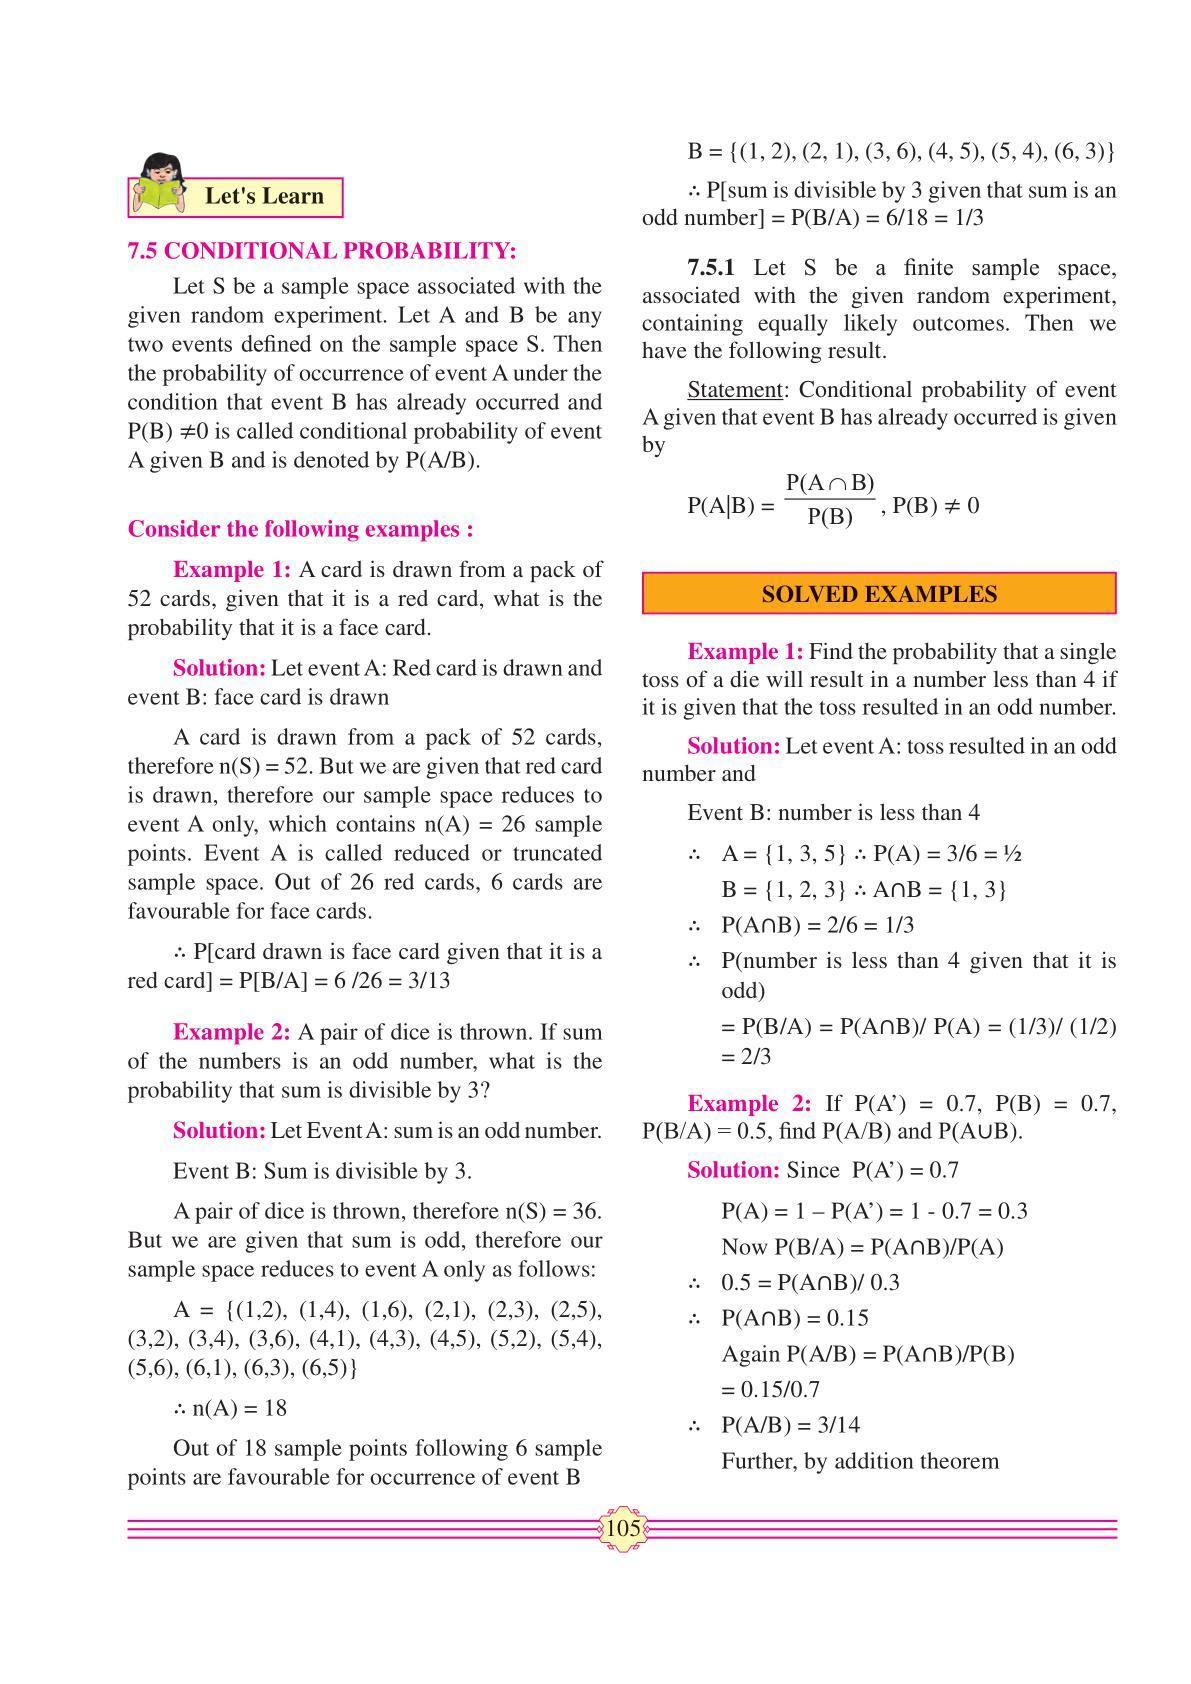 Let's Learn
7.5 CONDITIONAL PROBABILITY:
Let S be a sample space associated with the
given random experiment. Let A and B be any
two events defined on the sample space S. Then
the probability of occurrence of event A under the
condition that event B has already occurred and
P(B) ≠0 is called conditional probability of event
A given B and is denoted by P(A/B).
Consider the following examples :
Example 1: A card is drawn from a pack of
52 cards, given that it is a red card, what is the
probability that it is a face card.
Solution: Let event A: Red card is drawn and
event B: face card is drawn
A card is drawn from a pack of 52 cards,
therefore n(S) = 52. But we are given that red card
is drawn, therefore our sample space reduces to
event A only, which contains n(A) = 26 sample
points. Event A is called reduced or truncated
sample space. Out of 26 red cards, 6 cards are
favourable for face cards.
∴ P[card drawn is face card given that it is a
red card] = P[B/A] = 6 /26 = 3/13
Example 2: A pair of dice is thrown. If sum
of the numbers is an odd number, what is the
probability that sum is divisible by 3?
Solution: Let Event A: sum is an odd number.
Event B: Sum is divisible by 3.
A pair of dice is thrown, therefore n(S) = 36.
But we are given that sum is odd, therefore our
sample space reduces to event A only as follows:
A = {(1,2), (1,4), (1,6), (2,1), (2,3), (2,5),
(3,2), (3,4), (3,6), (4,1), (4,3), (4,5), (5,2), (5,4),
(5,6), (6,1), (6,3), (6,5)}
∴ n(A) = 18
Out of 18 sample points following 6 sample
points are favourable for occurrence of event B
B = {(1, 2), (2, 1), (3, 6), (4, 5), (5, 4), (6, 3)}
∴ P[sum is divisible by 3 given that sum is an
odd number] = P(B/A) = 6/18 = 1/3
7.5.1 Let S be a finite sample space,
associated with the given random experiment,
containing equally likely outcomes. Then we
have the following result.
Statement: Conditional probability of event
A given that event B has already occurred is given
by
P(A|B) = P(A ∩ B) / P(B) , P(B) ≠ 0
SOLVED EXAMPLES
Example 1: Find the probability that a single
toss of a die will result in a number less than 4 if
it is given that the toss resulted in an odd number.
Solution: Let event A: toss resulted in an odd
number and
Event B: number is less than 4
∴ A = {1, 3, 5} ∴ P(A) = 3/6 = ½
B = {1, 2, 3} ∴ A∩B = {1, 3}
∴ P(A∩B) = 2/6 = 1/3
∴ P(number is less than 4 given that it is
odd)
= P(B/A) = P(A∩B)/ P(A) = (1/3)/ (1/2)
= 2/3
Example 2: If P(A’) = 0.7, P(B) = 0.7,
P(B/A) = 0.5, find P(A/B) and P(A∪B).
Solution: Since P(A’) = 0.7
P(A) = 1 – P(A’) = 1 - 0.7 = 0.3
Now P(B/A) = P(A∩B)/P(A)
∴ 0.5 = P(A∩B)/ 0.3
∴ P(A∩B) = 0.15
Again P(A/B) = P(A∩B)/P(B)
= 0.15/0.7
∴ P(A/B) = 3/14
Further, by addition theorem
105